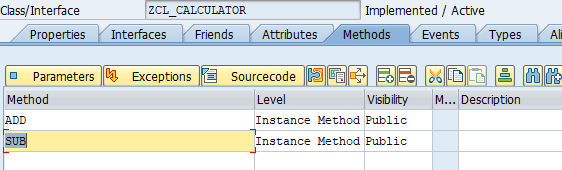 Class/Interface ZCL_CALCULATOR Implemented / Active
Properties Interfaces Friends Attributes Methods Events Types
Parameters Exceptions Sourcecode
Method Level Visibility M... Description
ADD Instance Method Public
SUB Instance Method Public